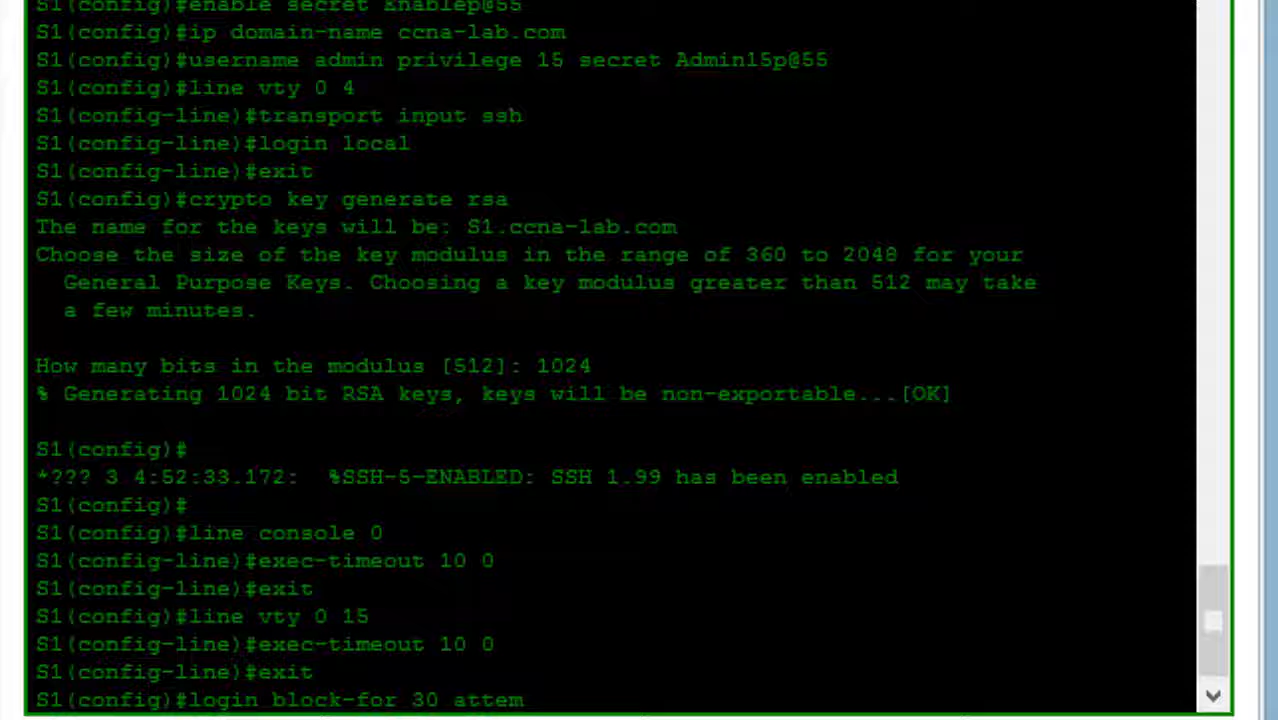 S1(config)#enable secret Enablep@55
S1(config)#ip domain-name ccna-lab.com
S1(config)#username admin privilege 15 secret Admin15p@55
S1(config)#line vty 0 4
S1(config-line)#transport input ssh
S1(config-line)#login local
S1(config-line)#exit
S1(config)#crypto key generate rsa
The name for the keys will be: S1.ccna-lab.com
Choose the size of the key modulus in the range of 360 to 2048 for your
General Purpose Keys. Choosing a key modulus greater than 512 may take
a few minutes.
How many bits in the modulus [512]: 1024
% Generating 1024 bit RSA keys, keys will be non-exportable...[OK]
S1(config)#
*??? 3 4:52:33.172: %SSH-5-ENABLED: SSH 1.99 has been enabled
S1(config)#
S1(config)#line console 0
S1(config-line)#exec-timeout 10 0
S1(config-line)#exit
S1(config)#line vty 0 15
S1(config-line)#exec-timeout 10 0
S1(config-line)#exit
S1(config)#login block-for 30 attem